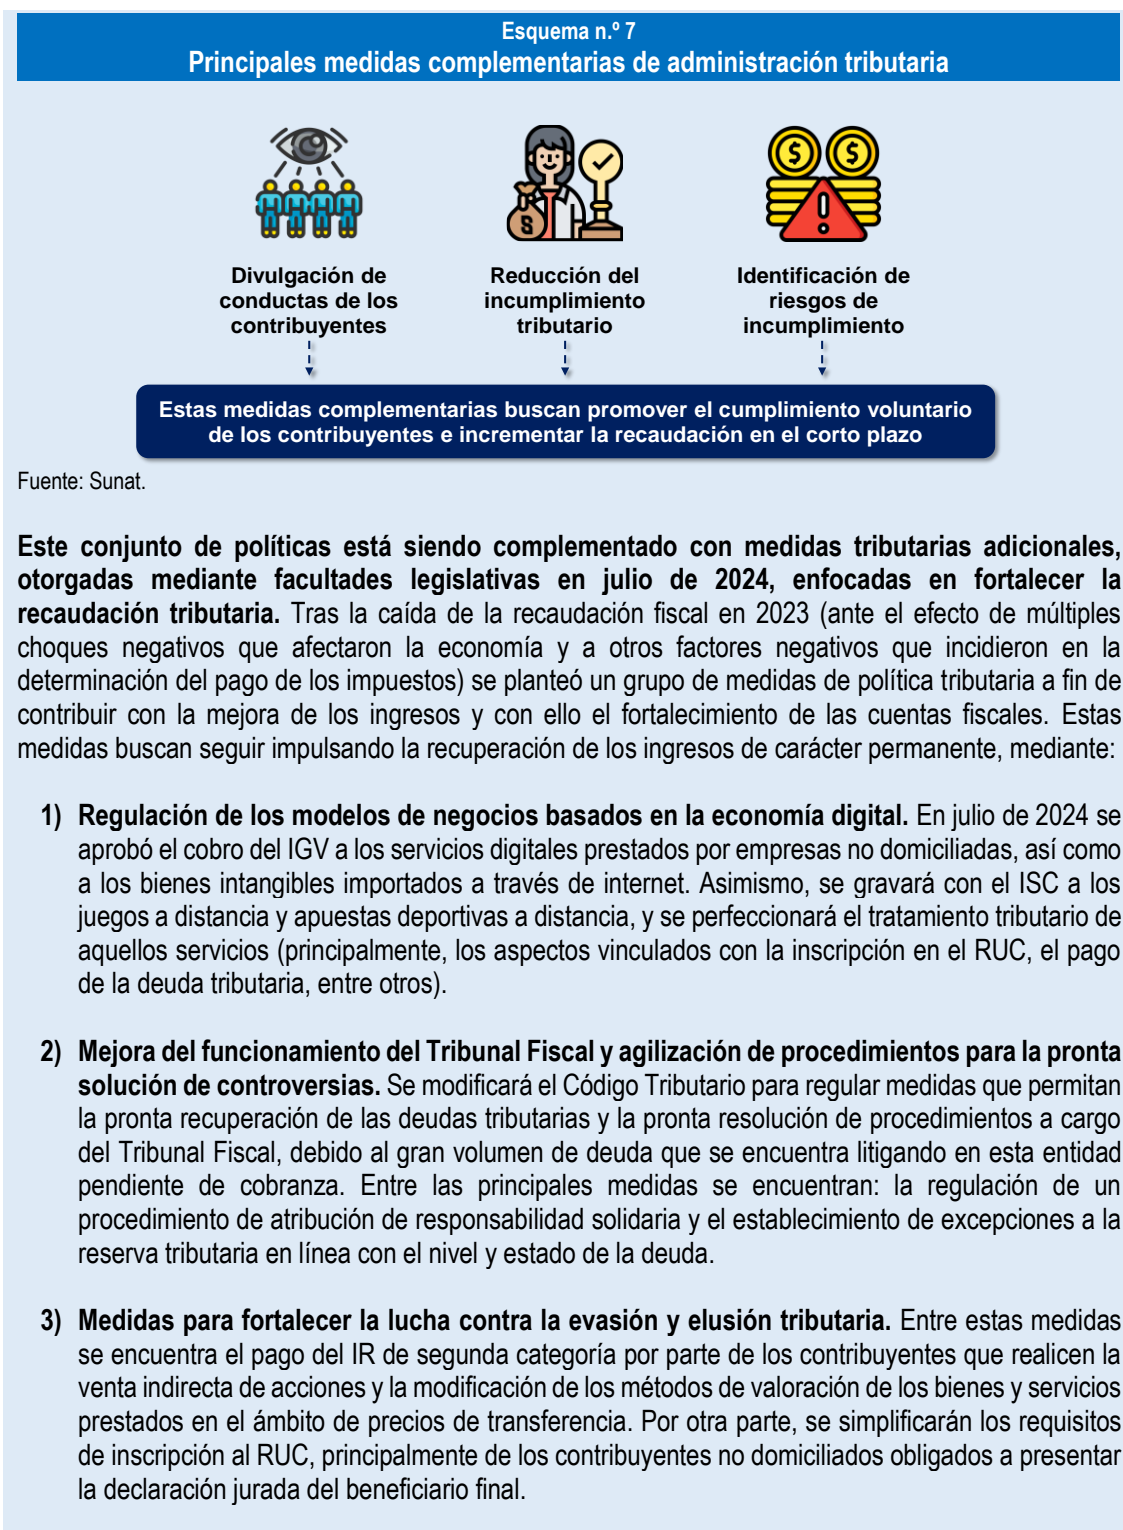 Esquema n.º 7
Principales medidas complementarias de administración tributaria
Divulgación de
conductas de los
contribuyentes
Reducción del
incumplimiento
tributario
Identificación de
riesgos de
incumplimiento
Estas medidas complementarias buscan promover el cumplimiento voluntario
de los contribuyentes e incrementar la recaudación en el corto plazo
Fuente: Sunat.
Este conjunto de políticas está siendo complementado con medidas tributarias adicionales,
otorgadas mediante facultades legislativas en julio de 2024, enfocadas en fortalecer la
recaudación tributaria. Tras la caída de la recaudación fiscal en 2023 (ante el efecto de múltiples
choques negativos que afectaron la economía y a otros factores negativos que incidieron en la
determinación del pago de los impuestos) se planteó un grupo de medidas de política tributaria a fin de
contribuir con la mejora de los ingresos y con ello el fortalecimiento de las cuentas fiscales. Estas
medidas buscan seguir impulsando la recuperación de los ingresos de carácter permanente, mediante:
1) Regulación de los modelos de negocios basados en la economía digital. En julio de 2024 se
aprobó el cobro del IGV a los servicios digitales prestados por empresas no domiciliadas, así como
a los bienes intangibles importados a través de internet. Asimismo, se gravará con el ISC a los
juegos a distancia y apuestas deportivas a distancia, y se perfeccionará el tratamiento tributario de
aquellos servicios (principalmente, los aspectos vinculados con la inscripción en el RUC, el pago
de la deuda tributaria, entre otros).
2) Mejora del funcionamiento del Tribunal Fiscal y agilización de procedimientos para la pronta
solución de controversias. Se modificará el Código Tributario para regular medidas que permitan
la pronta recuperación de las deudas tributarias y la pronta resolución de procedimientos a cargo
del Tribunal Fiscal, debido al gran volumen de deuda que se encuentra litigando en esta entidad
pendiente de cobranza. Entre las principales medidas se encuentran: la regulación de un
procedimiento de atribución de responsabilidad solidaria y el establecimiento de excepciones a la
reserva tributaria en línea con el nivel y estado de la deuda.
3) Medidas para fortalecer la lucha contra la evasión y elusión tributaria. Entre estas medidas
se encuentra el pago del IR de segunda categoría por parte de los contribuyentes que realicen la
venta indirecta de acciones y la modificación de los métodos de valoración de los bienes y servicios
prestados en el ámbito de precios de transferencia. Por otra parte, se simplificarán los requisitos
de inscripción al RUC, principalmente de los contribuyentes no domiciliados obligados a presentar
la declaración jurada del beneficiario final.